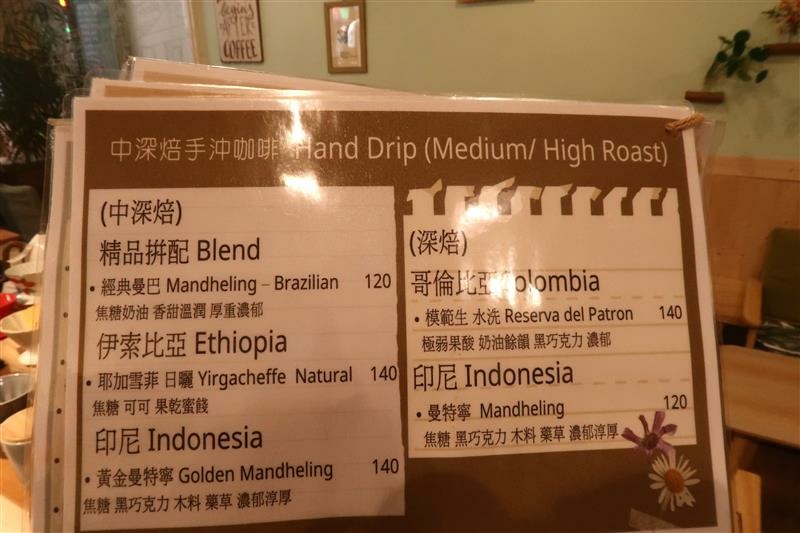 begins
AFTER
COFFEE
中深焙手沖咖啡 Hand Drip (Medium/ High Roast)
(中深焙)
精品拼配 Blend
• 經典曼巴 Mandheling – Brazilian 120
焦糖奶油 香甜溫潤 厚重濃郁
伊索比亞 Ethiopia
• 耶加雪菲 日曬 Yirgacheffe Natural 140
焦糖 可可 果乾蜜餞
印尼 Indonesia
• 黃金曼特寧 Golden Mandheling 140
焦糖 黑巧克力 木料 藥草 濃郁淳厚
(深焙)
哥倫比亞 Colombia
• 模範生 水洗 Reserva del Patron 140
極弱果酸 奶油餘韻 黑巧克力 濃郁
印尼 Indonesia
• 曼特寧 Mandheling 120
焦糖 黑巧克力 木料 藥草 濃郁淳厚